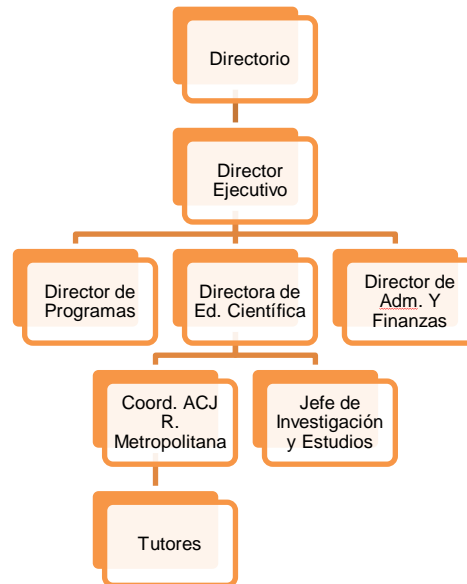 Directorio
Director
Ejecutivo
Director de
Programas
Directora de
Ed. Científica
Director de
Adm. Y
Finanzas
Coord. ACJ
R.
Metropolitana
Jefe de
Investigación
y Estudios
Tutores